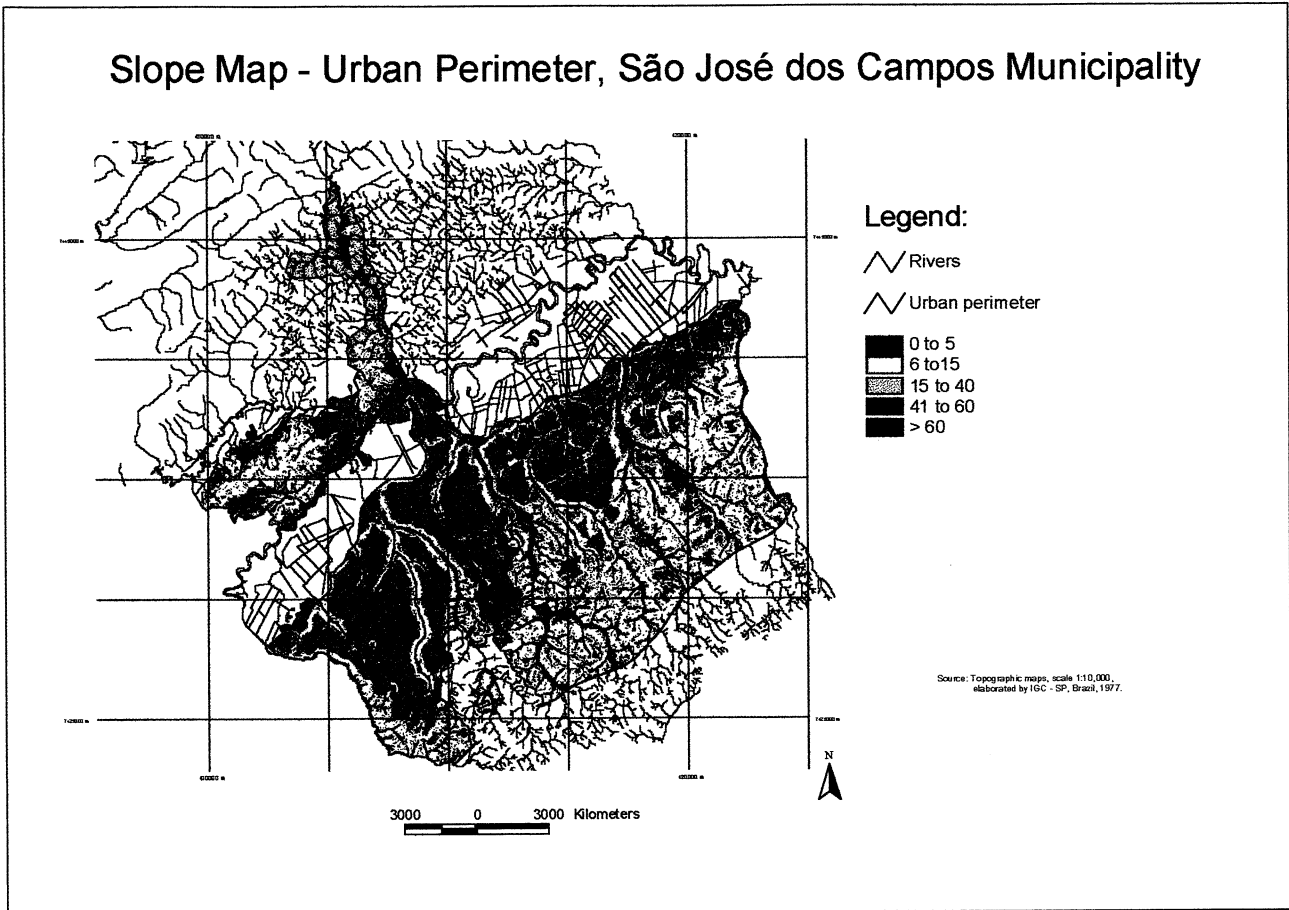 Slope Map - Urban Perimeter, São José dos Campos Municipality
Legend:
Rivers
Urban perimeter
0 to 5
6 to15
15 to 40
41 to 60
> 60
Source: Topographic maps, scale 1:10,000,
elaborated by IGC - SP, Brazil, 1977.
N
3000 0 3000 Kilometers